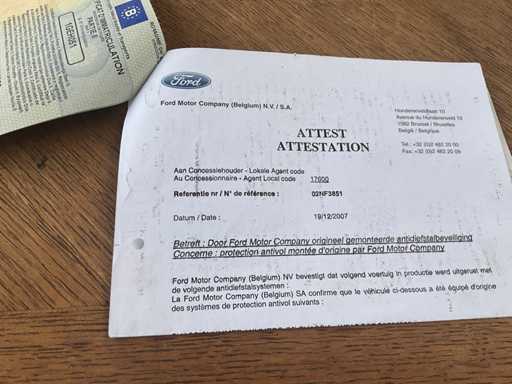 B
CERTIFICAT D'IMMATRICULATION
PARTIE II
Ford
Ford Motor Company (Belgium) N.V. / S.A.
Hunderenveldlaan 10
Avenue du Hunderenveld 10
1082 Brussel / Bruxelles
België / Belgique
Tel. +32 (0)2 482 20 00
Fax: +32 (0)2 482 20 09
ATTEST
ATTESTATION
Aan Concessiehouder - Lokale Agent code
Au Concessionnaire - Agent Local code 17600
Referentie nr / N° de référence : 02NF3851
Datum / Date : 19/12/2007
Betreft : Door Ford Motor Company origineel gemonteerde antidiefstalbeveiliging
Concerne : protection antivol montée d'origine par Ford Motor Company
Ford Motor Company (Belgium) NV bevestigt dat volgend voertuig in productie werd uitgerust met
de volgende antidiefstalsystemen :
La Ford Motor Company (Belgium) SA confirme que le véhicule ci-dessous a été équipé d'origine
des systèmes de protection antivol suivants :